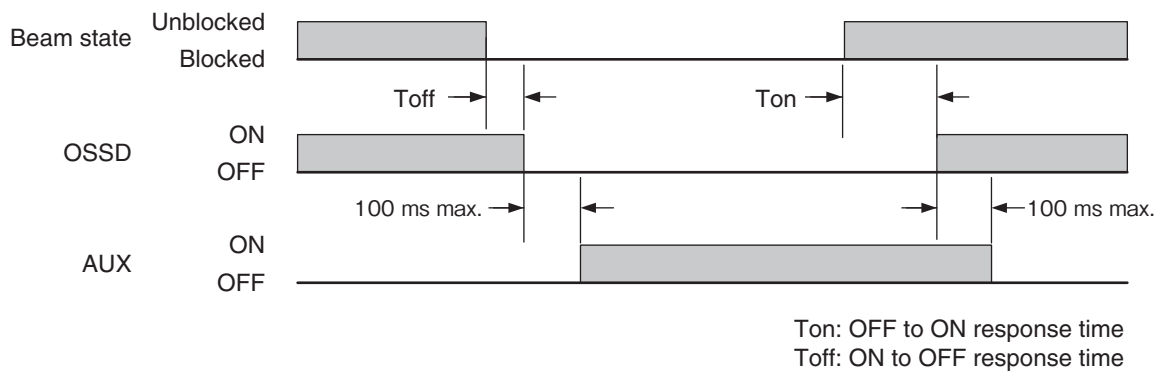 Beam state
Unblocked
Blocked
Toff
Ton
OSSD
ON
OFF
100 ms max.
100 ms max.
AUX
ON
OFF
Ton: OFF to ON response time
Toff: ON to OFF response time